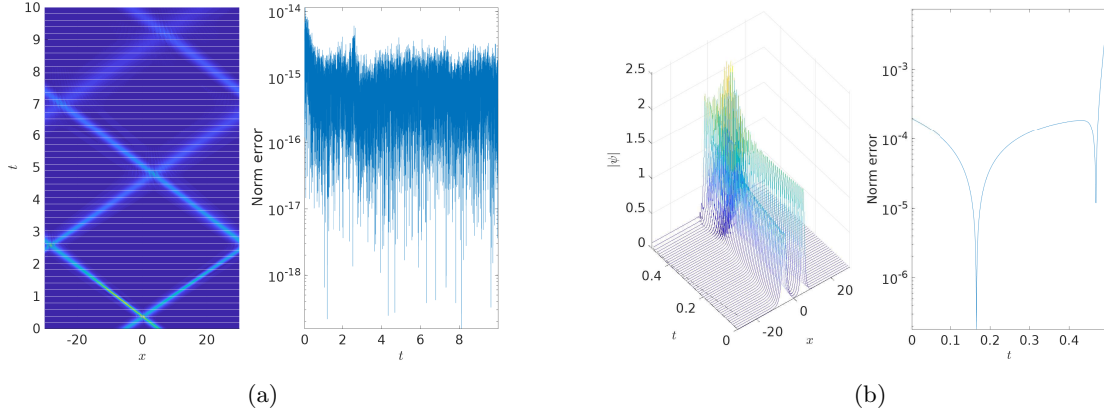 10
9
8
7
6
5
4
3
2
1
0
t
-20 0 20
x
10^-14
10^-15
10^-16
10^-17
10^-18
Norm error
0 2 4 6 8
t
(a)
2.5
2
1.5
1
0.5
0
|ψ|
0.4
0.2
0
t
-20
0
20
x
10^-3
10^-4
10^-5
10^-6
Norm error
0 0.1 0.2 0.3 0.4
t
(b)